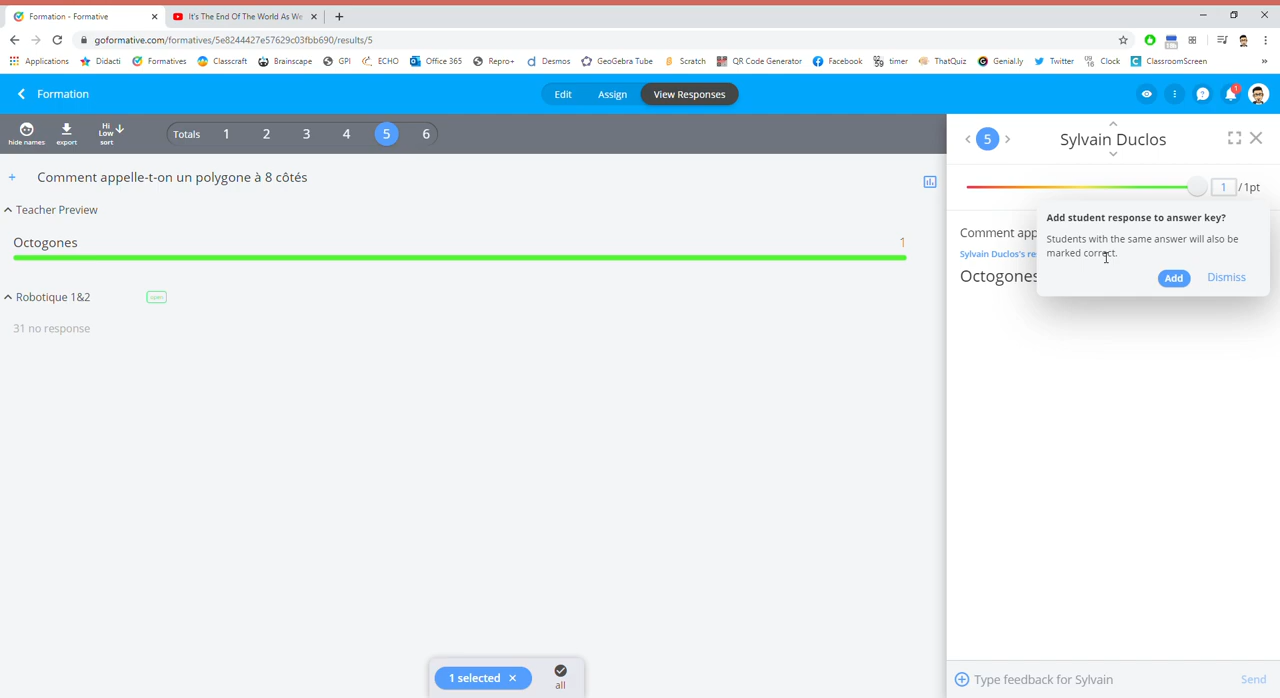 Formation - Formative
It's The End Of The World As We
goformative.com/formatives/5e8244427e57629c03fbb690/results/5
Applications Didacti Formatives Classcraft Brainscape GPI ECHO Office 365 Repro+ Desmos GeoGebra Tube Scratch QR Code Generator Facebook timer ThatQuiz Genial.ly Twitter Clock ClassroomScreen »
Formation Edit Assign View Responses 1
hide names export Hi Low sort Totals 1 2 3 4 5 6
5 Sylvain Duclos
+ Comment appelle-t-on un polygone à 8 côtés
1 /1pt
Teacher Preview
Octogones 1
Robotique 1&2 open
31 no response
Comment app
Sylvain Duclos's re
Octogones
Add student response to answer key?
Students with the same answer will also be
marked correct.
Add Dismiss
1 selected × all
Type feedback for Sylvain Send